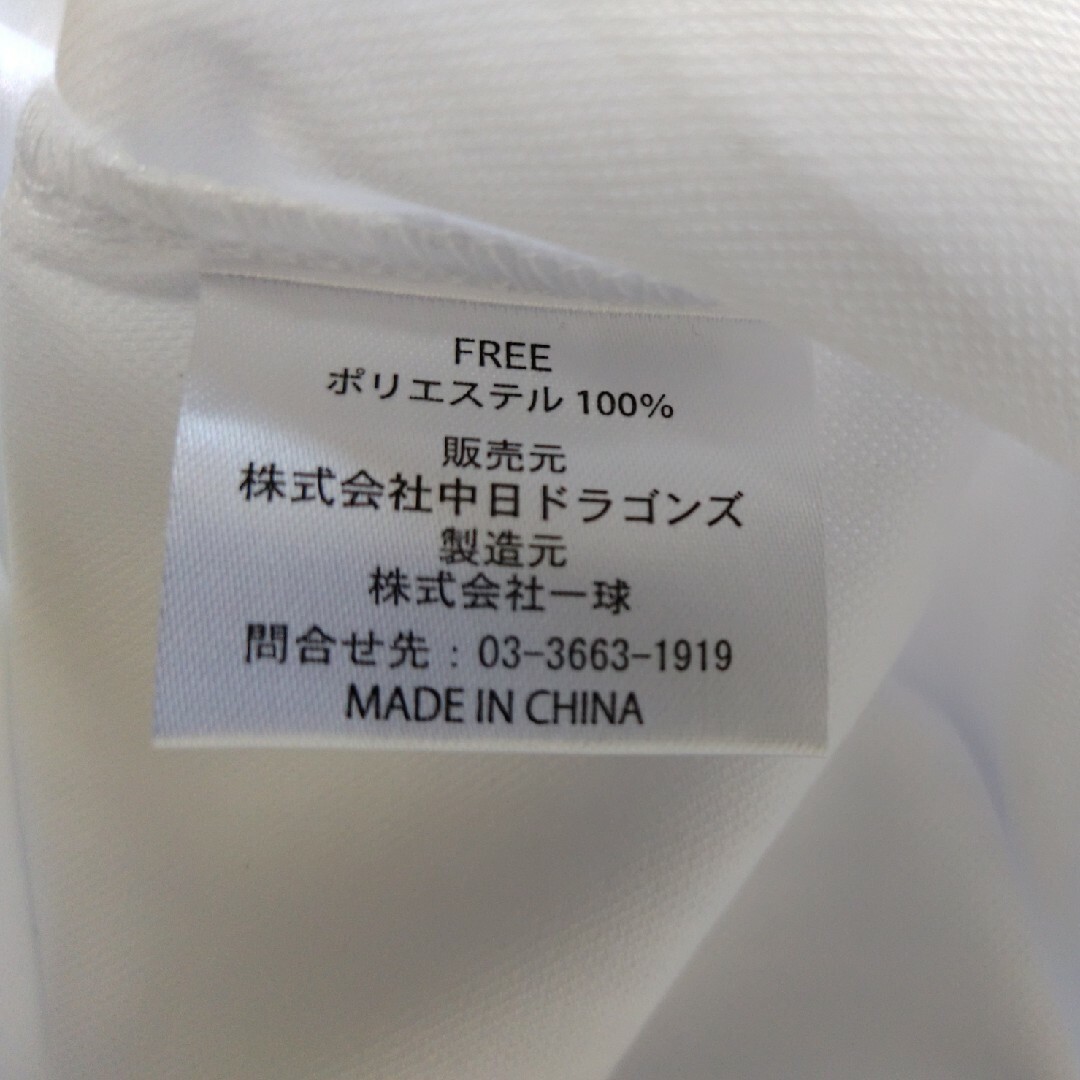 FREE
ポリエステル 100%
販売元
株式会社中日ドラゴンズ
製造元
株式会社一球
問合せ先：03-3663-1919
MADE IN CHINA